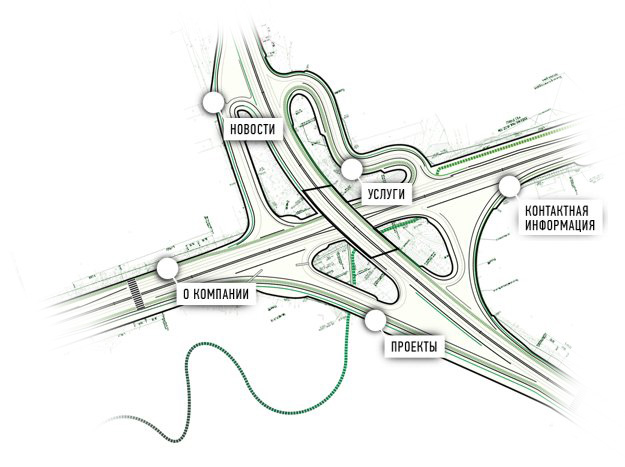 НОВОСТИ
УСЛУГИ
КОНТАКТНАЯ
ИНФОРМАЦИЯ
О КОМПАНИИ
ПРОЕКТЫ